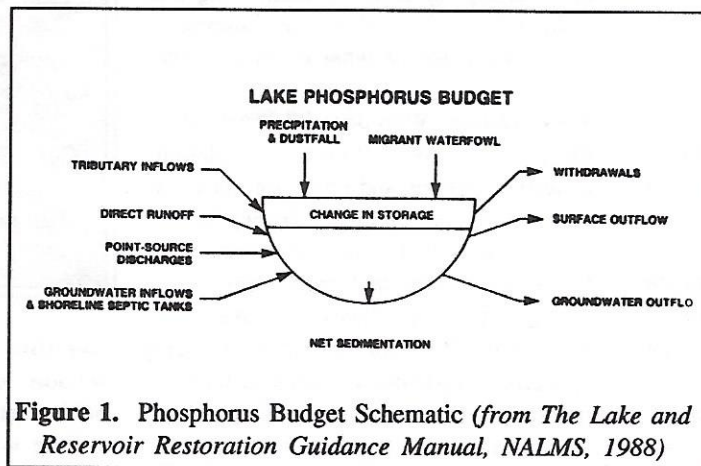 LAKE PHOSPHORUS BUDGET
PRECIPITATION
& DUSTFALL
MIGRANT WATERFOWL
TRIBUTARY INFLOWS
WITHDRAWALS
DIRECT RUNOFF
CHANGE IN STORAGE
SURFACE OUTFLOW
POINT-SOURCE
DISCHARGES
GROUNDWATER INFLOWS
& SHORELINE SEPTIC TANKS
GROUNDWATER OUTFLO
NET SEDIMENTATION
Figure 1. Phosphorus Budget Schematic (from The Lake and
Reservoir Restoration Guidance Manual, NALMS, 1988)